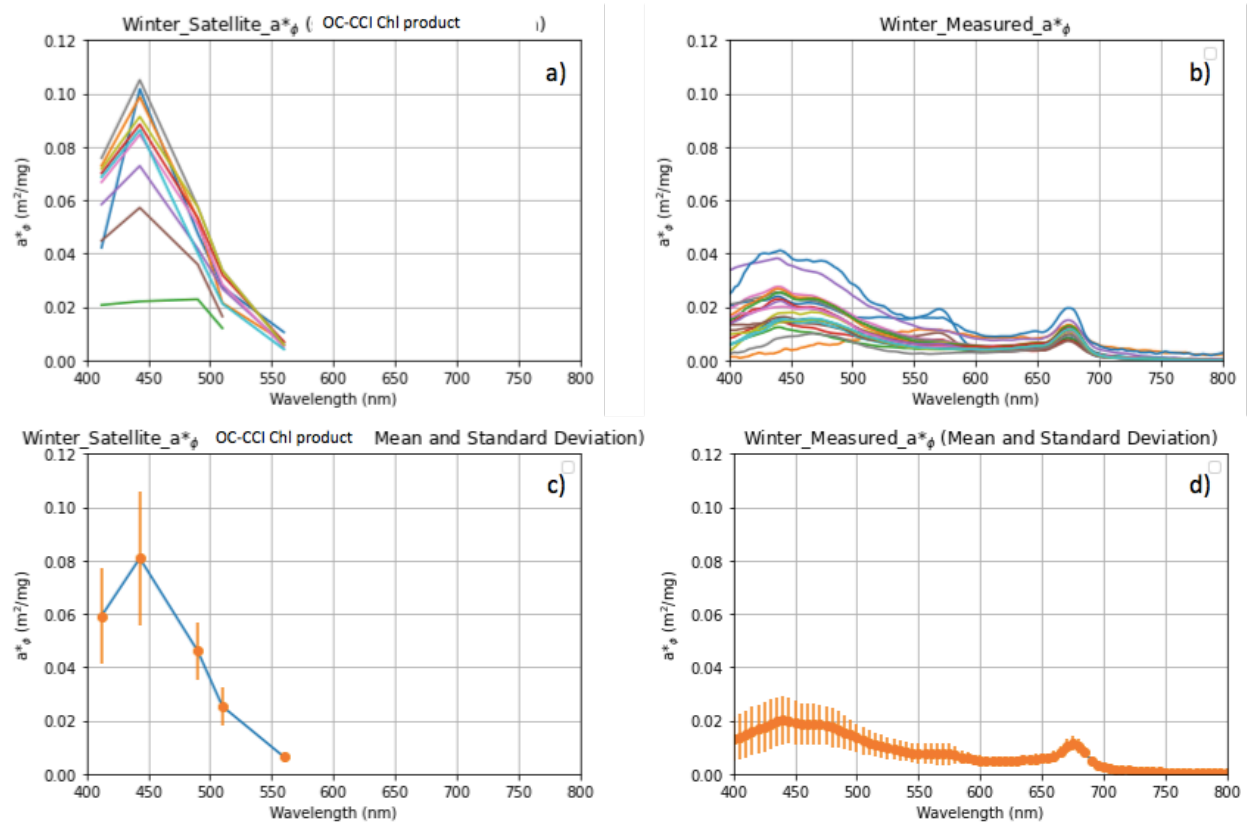 Winter_Satellite_a*ϕ (: OC-CCI Chl product )
0.12
0.10
0.08
0.06
0.04
0.02
0.00
a*ϕ (m²/mg)
a)
400 450 500 550 600 650 700 750 800
Wavelength (nm)
Winter_Measured_a*ϕ
0.12
0.10
0.08
0.06
0.04
0.02
0.00
a*ϕ (m²/mg)
b)
400 450 500 550 600 650 700 750 800
Wavelength (nm)
Winter_Satellite_a*ϕ OC-CCI Chl product Mean and Standard Deviation)
0.12
0.10
0.08
0.06
0.04
0.02
0.00
a*ϕ (m²/mg)
c)
400 450 500 550 600 650 700 750 800
Wavelength (nm)
Winter_Measured_a*ϕ (Mean and Standard Deviation)
0.12
0.10
0.08
0.06
0.04
0.02
0.00
a*ϕ (m²/mg)
d)
400 450 500 550 600 650 700 750 800
Wavelength (nm)